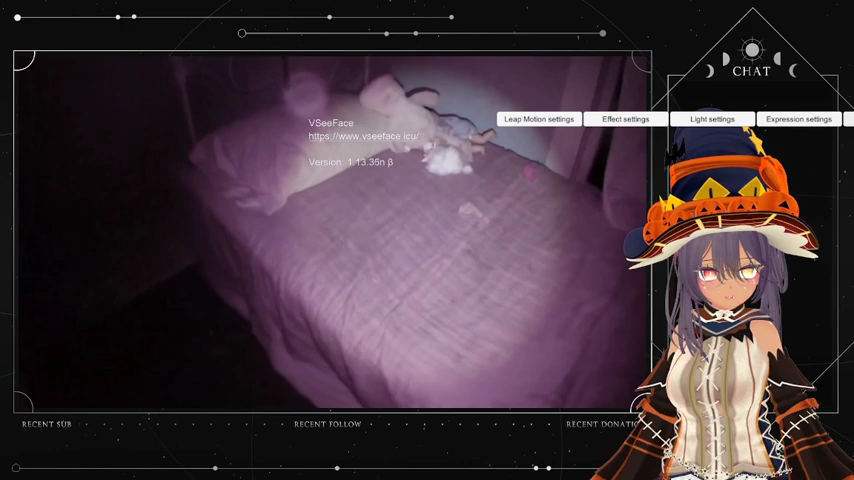 CHAT
VSeeFace
https://www.vseeface.icu/
Version: 1.13.35n β
Leap Motion settings
Effect settings
Light settings
Expression settings
RECENT SUB
RECENT FOLLOW
RECENT DONATIO